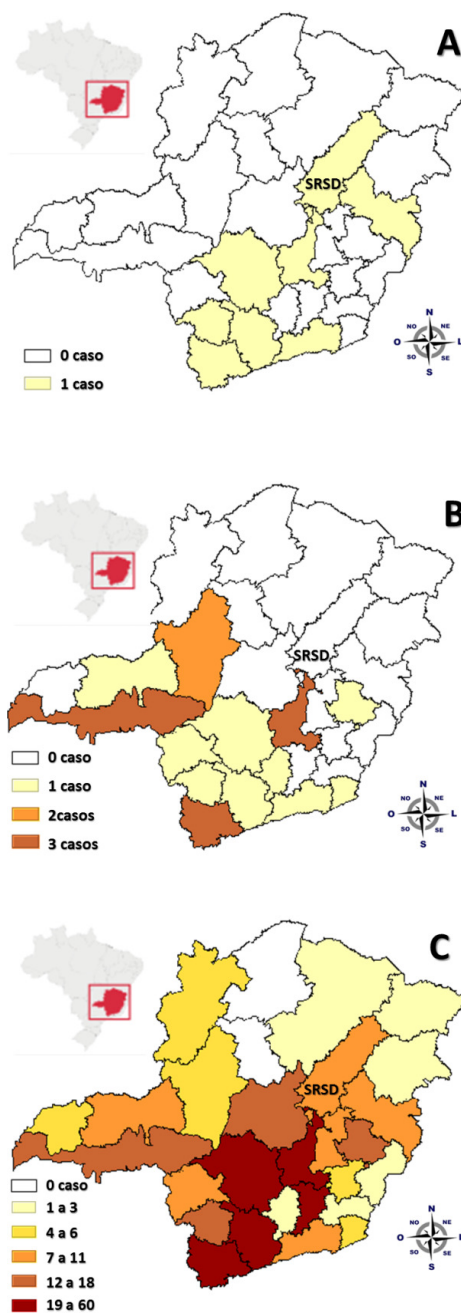 A
SRSD
N
NO NE
O L
SO SE
S
0 caso
1 caso
B
SRSD
0 caso
1 caso
2casos
3 casos
N
NO NE
O L
SO SE
S
C
SRSD
0 caso
1 a 3
4 a 6
7 a 11
12 a 18
19 a 60
N
NO NE
O L
SO SE
S